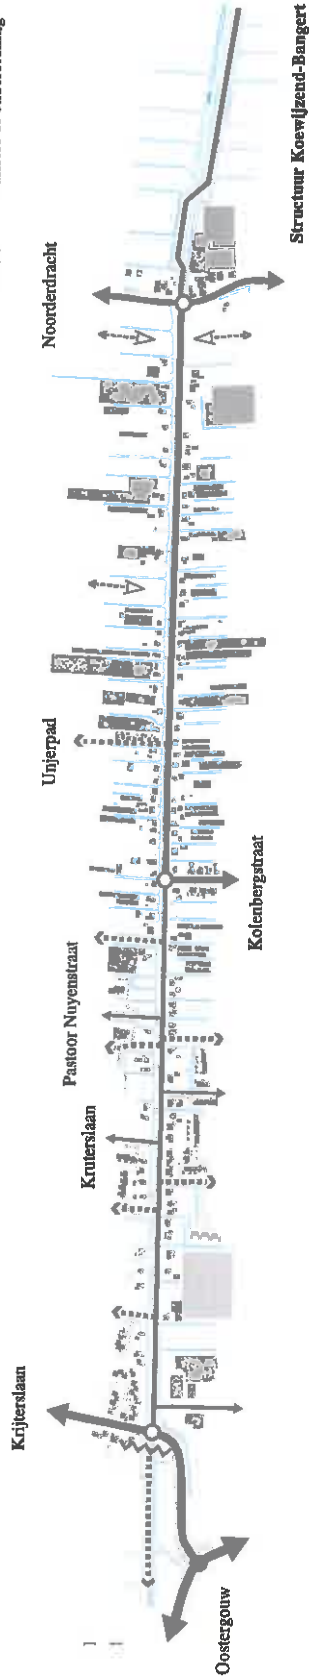 Structuur Koewijzend-Bangert
Noorderdracht
Unjerpad
Kolenbergstraat
Pastoor Nuyenstraat
Kruterslaan
Krijterslaan
Oostergouw